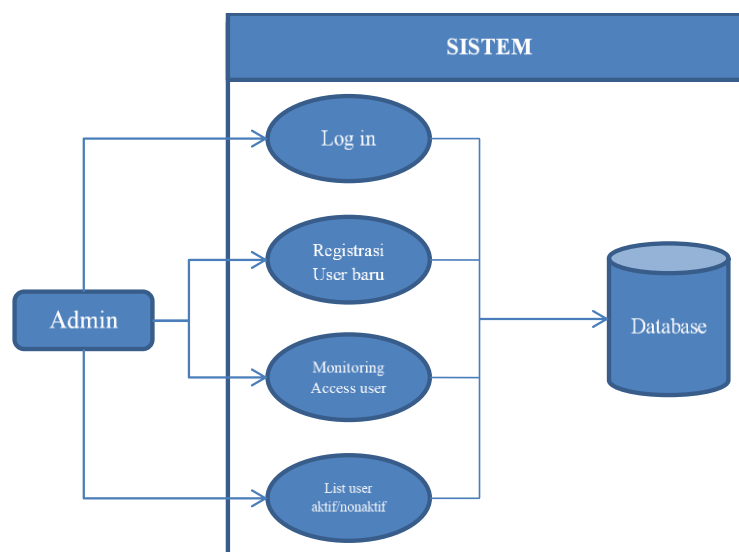 SISTEM
Log in
Registrasi
User baru
Admin
Monitoring
Access user
Database
List user
aktif/nonaktif